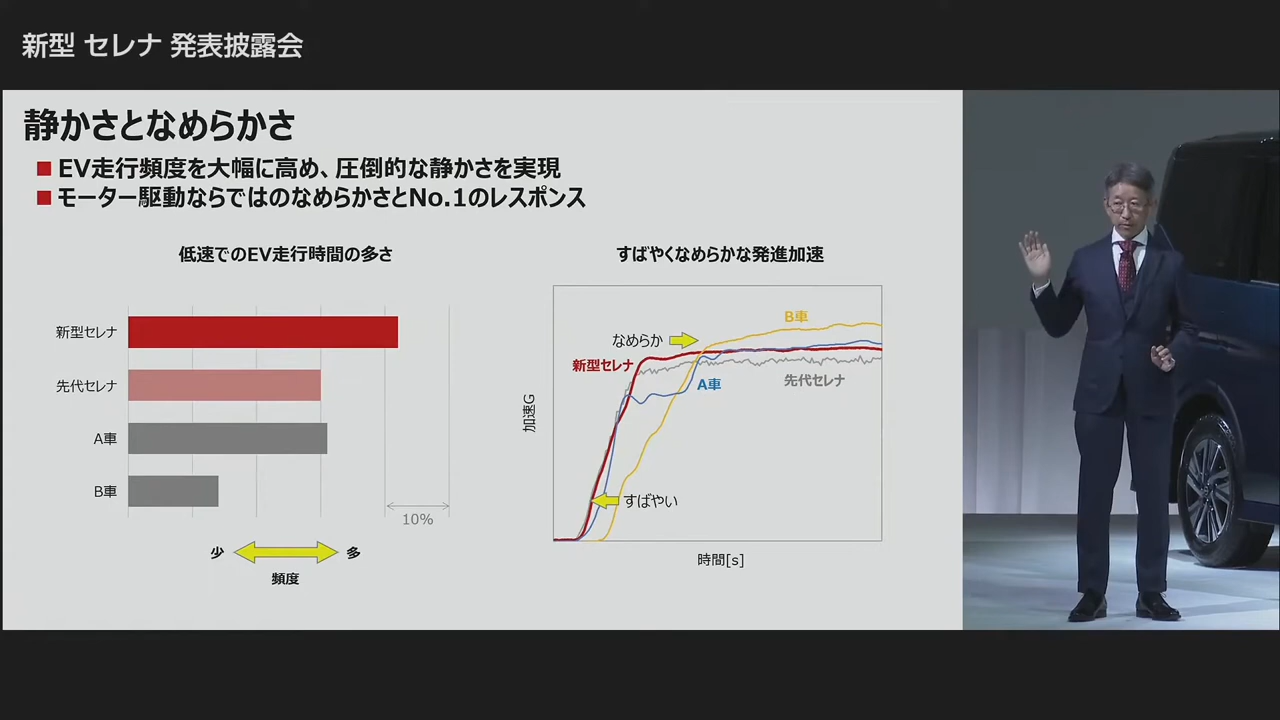 新型 セレナ 発表披露会
静かさとなめらかさ
■ EV走行頻度を大幅に高め、圧倒的な静かさを実現
■ モーター駆動ならではのなめらかさとNo.1のレスポンス
低速でのEV走行時間の多さ
新型セレナ
先代セレナ
A車
B車
10%
少
多
頻度
すばやくなめらかな発進加速
B車
なめらか
新型セレナ
A車
先代セレナ
加速G
すばやい
時間[s]